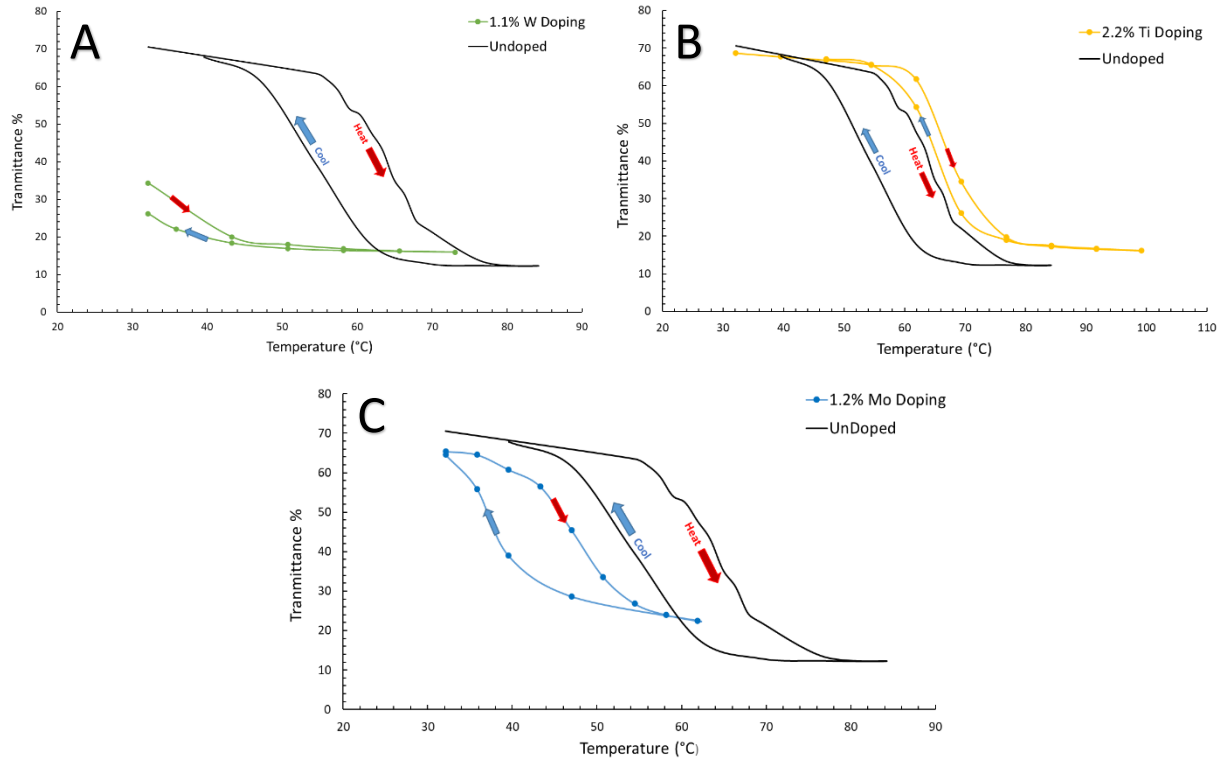 A
1.1% W Doping
Undoped
Tranmittance %
80
70
60
50
40
30
20
10
0
Cool
Heat
20 30 40 50 60 70 80 90
Temperature (°C)
B
2.2% Ti Doping
Undoped
Tranmittance %
80
70
60
50
40
30
20
10
0
Cool
Heat
20 30 40 50 60 70 80 90 100 110
Temperature (°C)
C
1.2% Mo Doping
UnDoped
Tranmittance %
80
70
60
50
40
30
20
10
0
Cool
Heat
20 30 40 50 60 70 80 90
Temperature (°C)